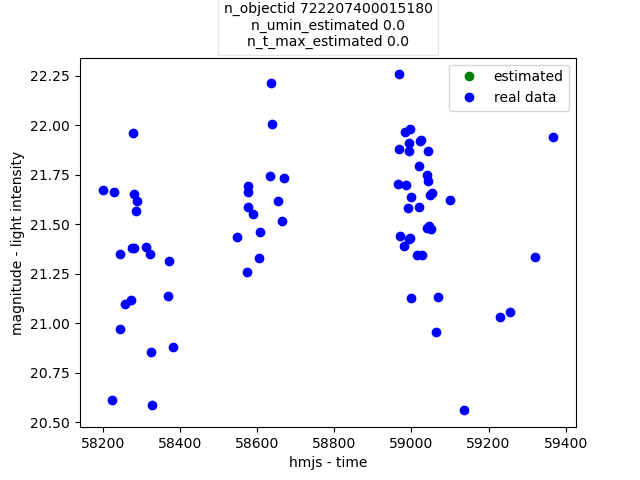 n_objectid 722207400015180
n_umin_estimated 0.0
n_t_max_estimated 0.0
22.25
22.00
21.75
21.50
21.25
21.00
20.75
20.50
magnitude - light intensity
estimated
real data
58200 58400 58600 58800 59000 59200 59400
hmjs - time